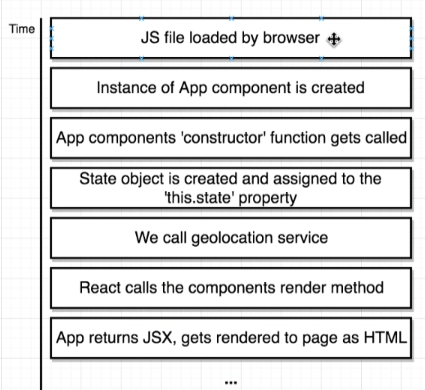 Time
JS file loaded by browser
Instance of App component is created
App components 'constructor' function gets called
State object is created and assigned to the
'this.state' property
We call geolocation service
React calls the components render method
App returns JSX, gets rendered to page as HTML
...